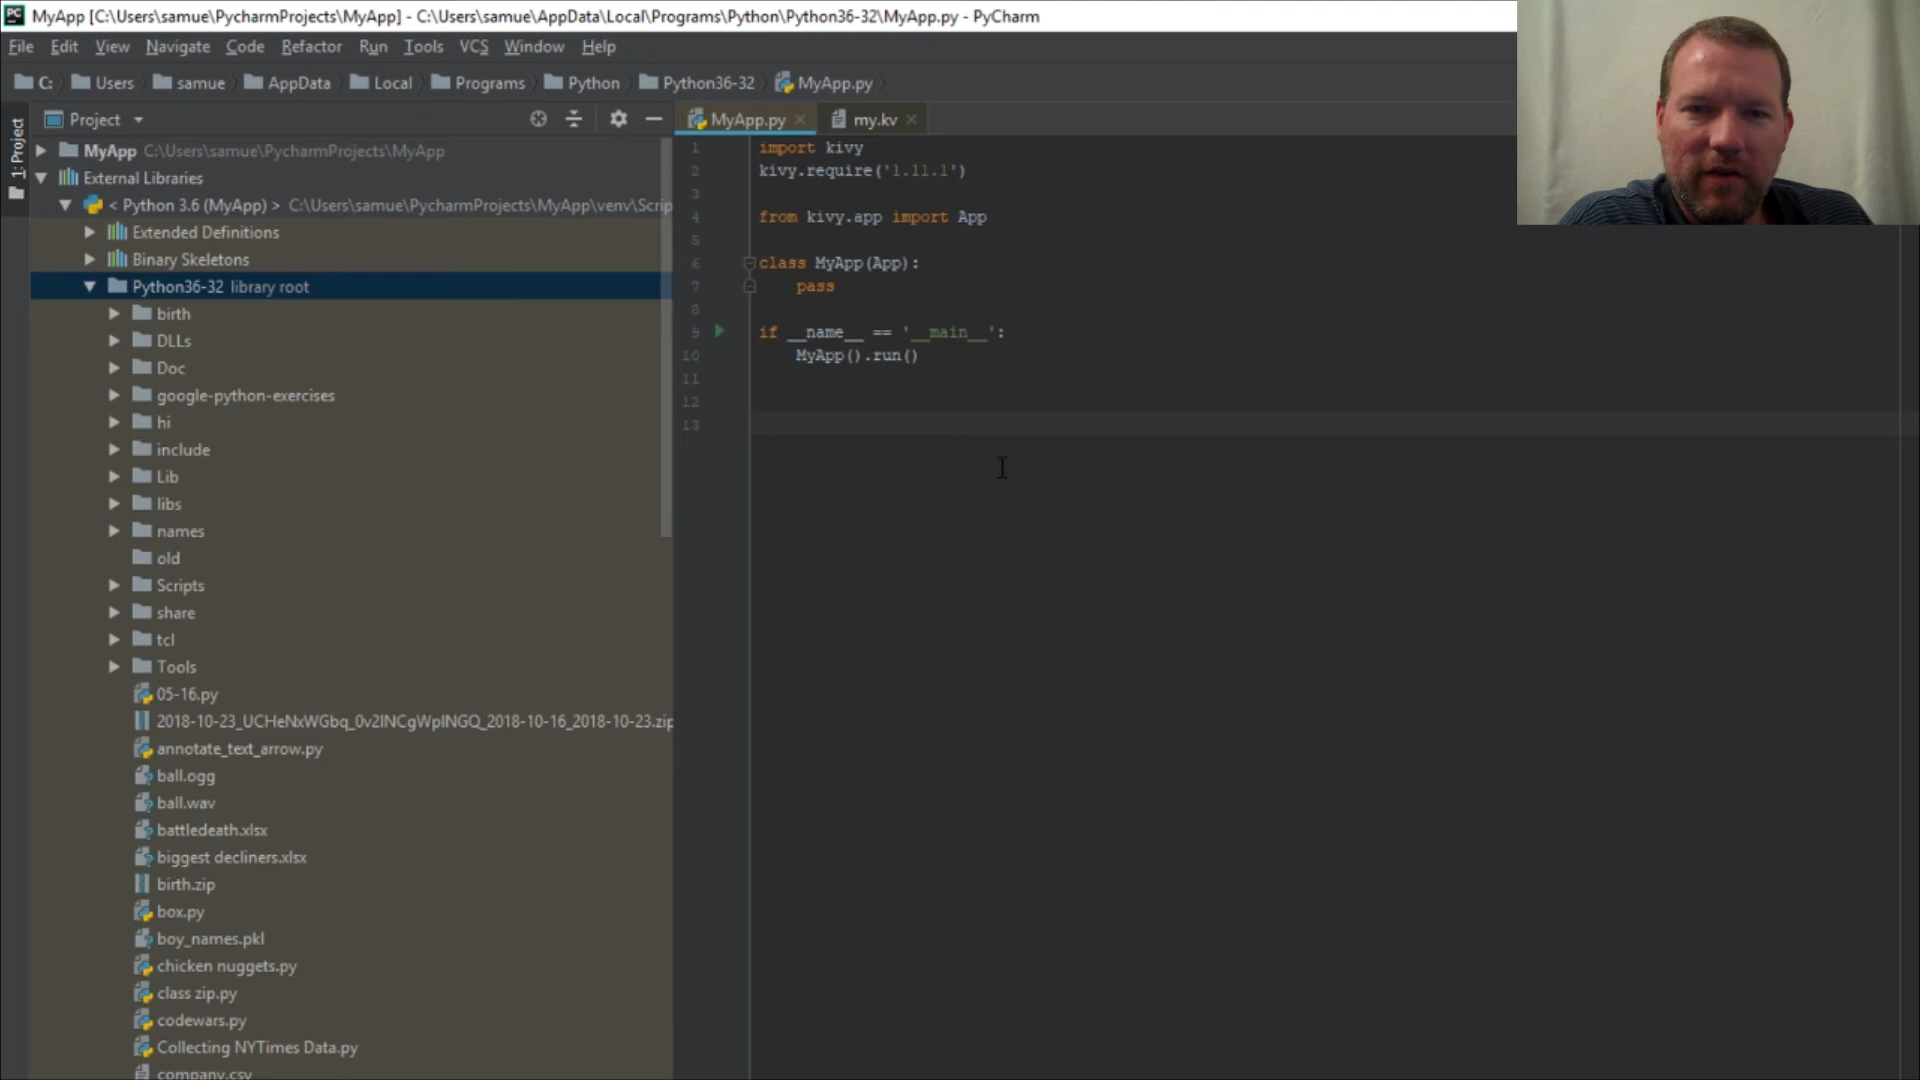 MyApp [C:\Users\samue\PycharmProjects\MyApp] - C:\Users\samue\AppData\Local\Programs\Python\Python36-32\MyApp.py - PyCharm
File Edit View Navigate Code Refactor Run Tools VCS Window Help
C: Users samue AppData Local Programs Python Python36-32 MyApp.py
1: Project
Project
MyApp C:\Users\samue\PycharmProjects\MyApp
External Libraries
< Python 3.6 (MyApp) > C:\Users\samue\PycharmProjects\MyApp\venv\Scrip
Extended Definitions
Binary Skeletons
Python36-32 library root
birth
DLLs
Doc
google-python-exercises
hi
include
Lib
libs
names
old
Scripts
share
tcl
Tools
05-16.py
2018-10-23_UCHeNxWGbq_0v2INCgWpINGQ_2018-10-16_2018-10-23.zip
annotate_text_arrow.py
ball.ogg
ball.wav
battledeath.xlsx
biggest decliners.xlsx
birth.zip
box.py
boy_names.pkl
chicken nuggets.py
class zip.py
codewars.py
Collecting NYTimes Data.py
company.csv
MyApp.py my.kv
1 import kivy
2 kivy.require('1.11.1')
3
4 from kivy.app import App
5
6 class MyApp(App):
7 pass
8
9 if __name__ == '__main__':
10 MyApp().run()
11
12
13